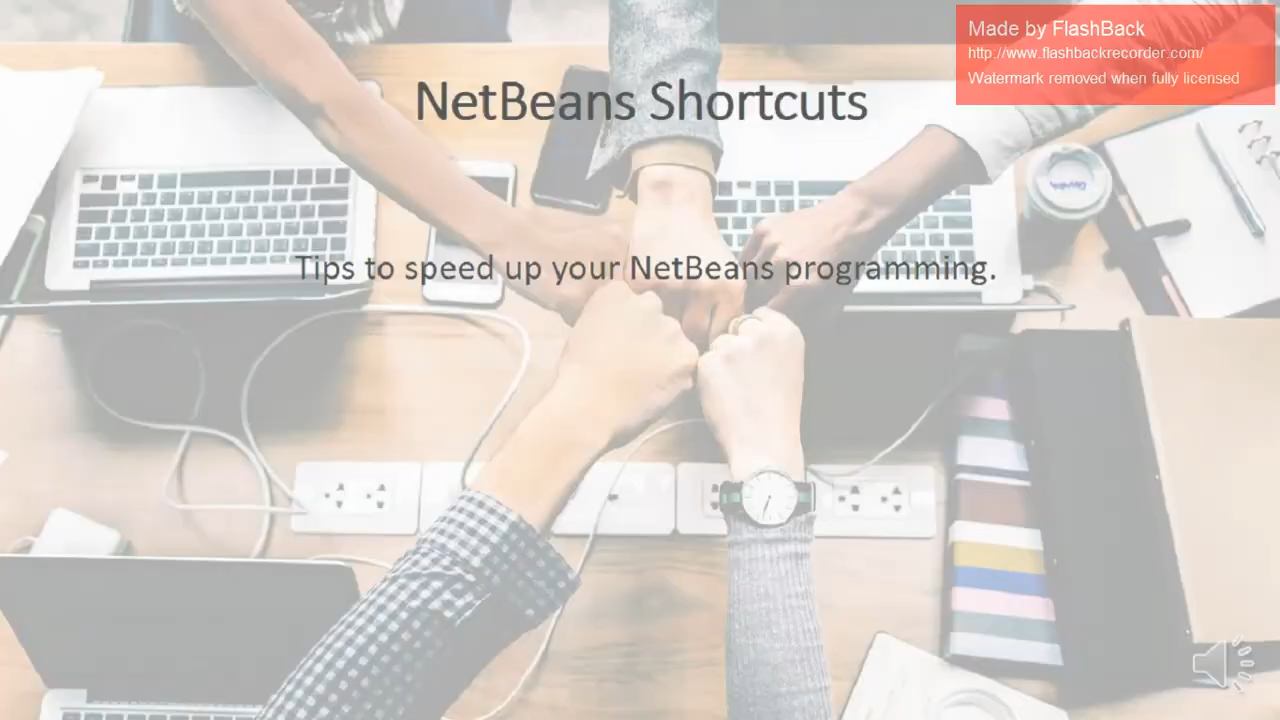 Made by FlashBack
http://www.flashbackrecorder.com/
Watermark removed when fully licensed
NetBeans Shortcuts
Tips to speed up your NetBeans programming.